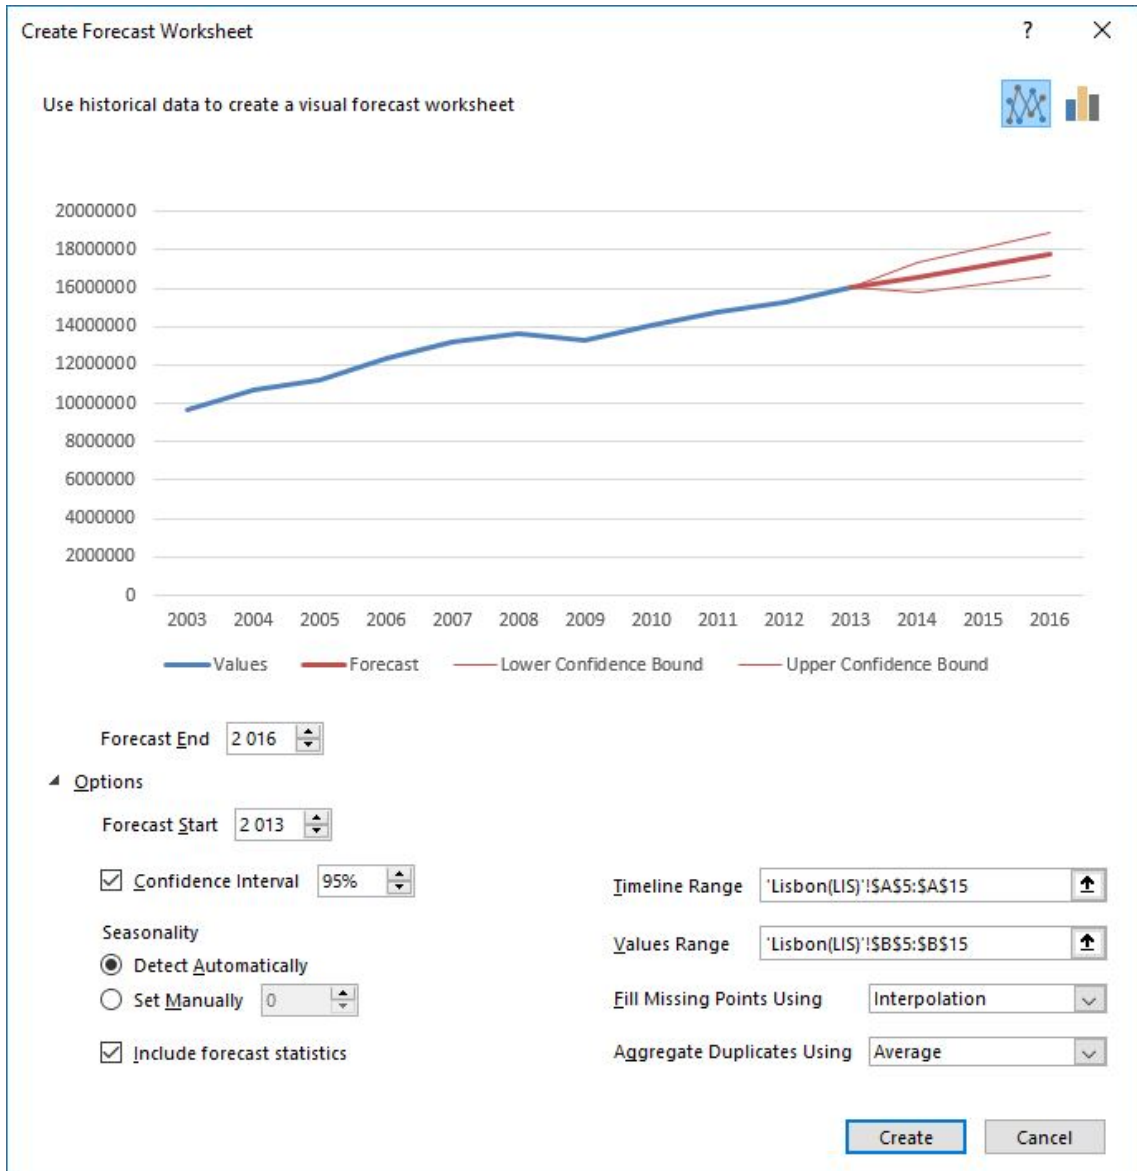 Create Forecast Worksheet ? ×
Use historical data to create a visual forecast worksheet
20000000
18000000
16000000
14000000
12000000
10000000
8000000
6000000
4000000
2000000
0
2003 2004 2005 2006 2007 2008 2009 2010 2011 2012 2013 2014 2015 2016
Values Forecast Lower Confidence Bound Upper Confidence Bound
Forecast End 2 016
Options
Forecast Start 2 013
Confidence Interval 95%
Timeline Range 'Lisbon(LIS)'!$A$5:$A$15
Seasonality
Values Range 'Lisbon(LIS)'!$B$5:$B$15
Detect Automatically
Set Manually 0
Fill Missing Points Using Interpolation
Include forecast statistics
Aggregate Duplicates Using Average
Create Cancel